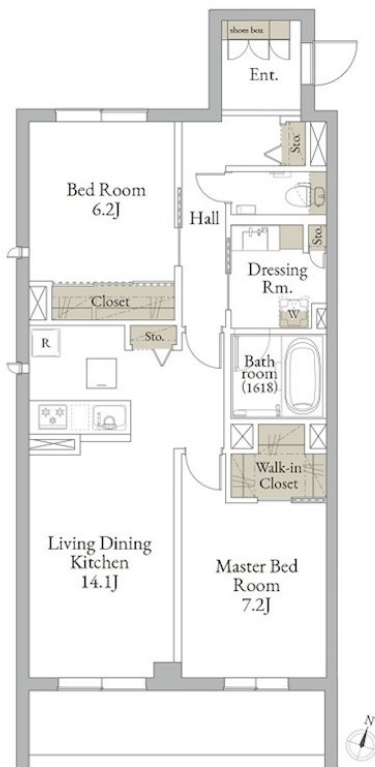 shoes box
Ent.
Sto.
Bed Room
6.2J
Hall
Sto.
Dressing
Rm.
W
Closet
R
Sto.
Bath
room
(1618)
Walk-in
Closet
Living Dining
Kitchen
14.1J
Master Bed
Room
7.2J
N